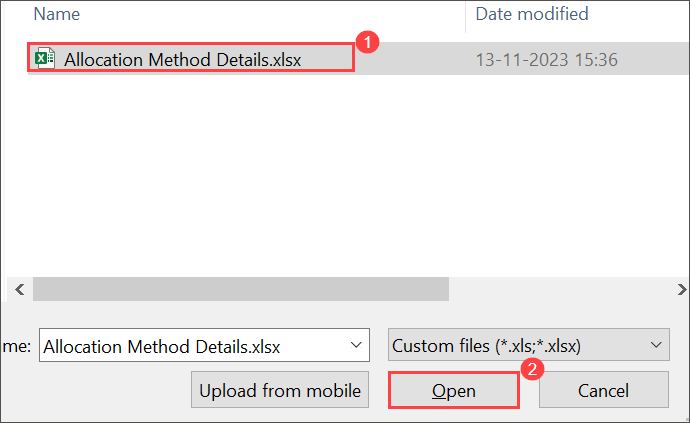 Name Date modified
1
Allocation Method Details.xlsx 13-11-2023 15:36
me: Allocation Method Details.xlsx Custom files (*.xls;*.xlsx)
2
Upload from mobile Open Cancel